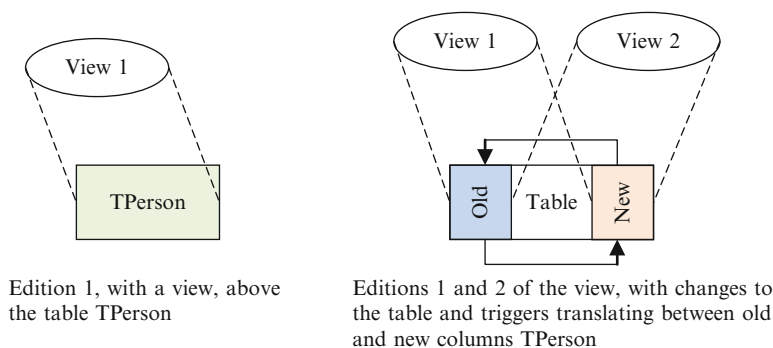 View 1
TPerson
Edition 1, with a view, above
the table TPerson
View 1
View 2
Old
Table
New
Editions 1 and 2 of the view, with changes to
the table and triggers translating between old
and new columns TPerson